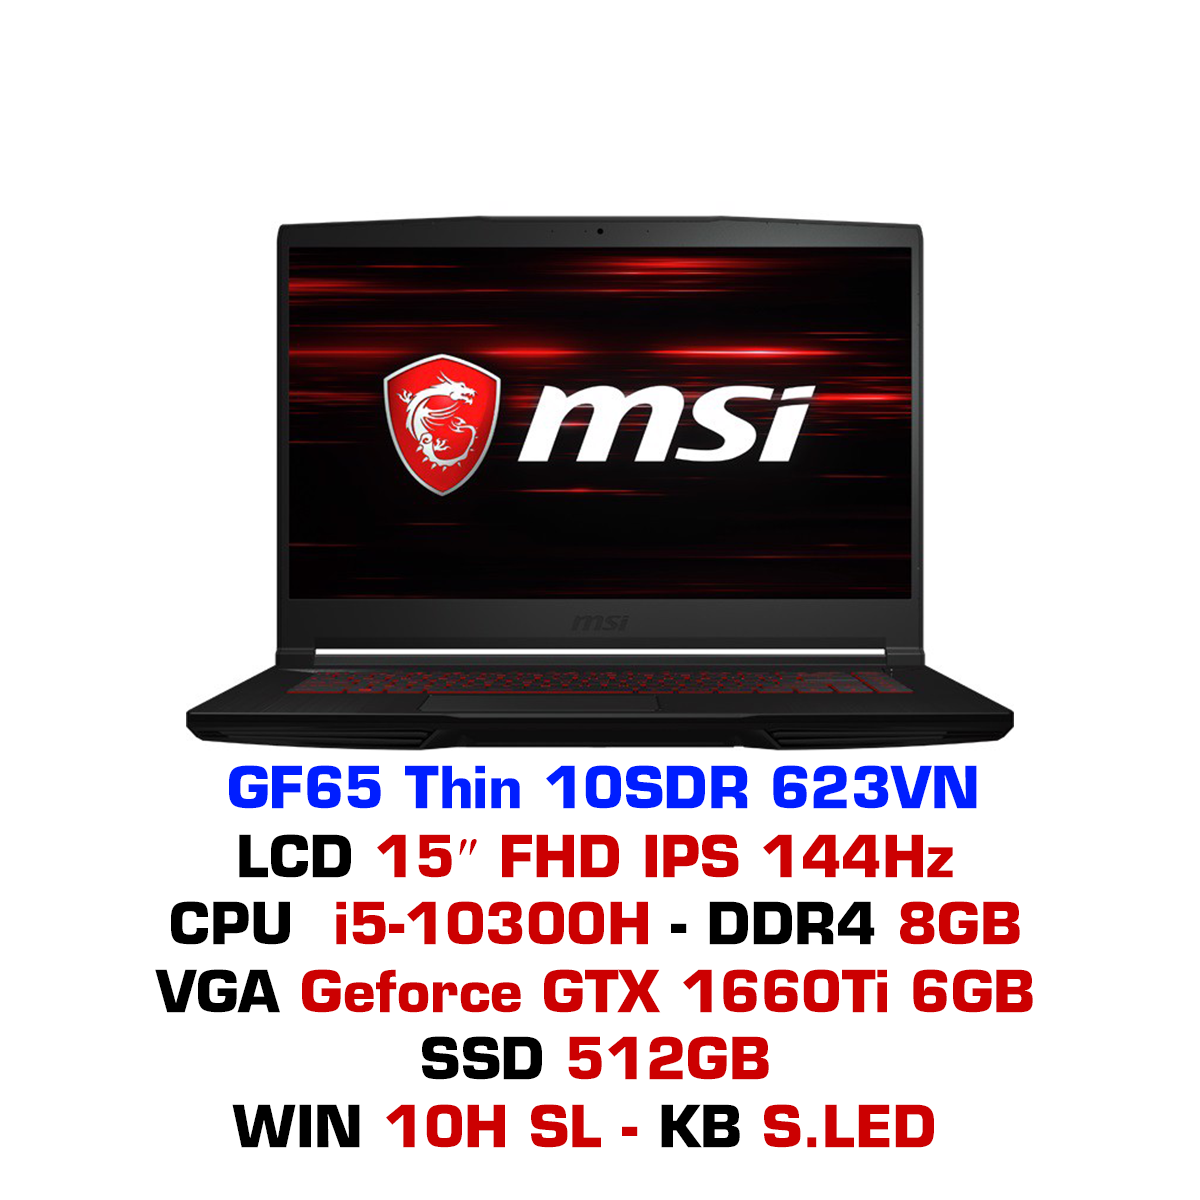 msi
msi
GF65 Thin 10SDR 623VN
LCD 15″ FHD IPS 144Hz
CPU i5-10300H - DDR4 8GB
VGA Geforce GTX 1660Ti 6GB
SSD 512GB
WIN 10H SL - KB S.LED